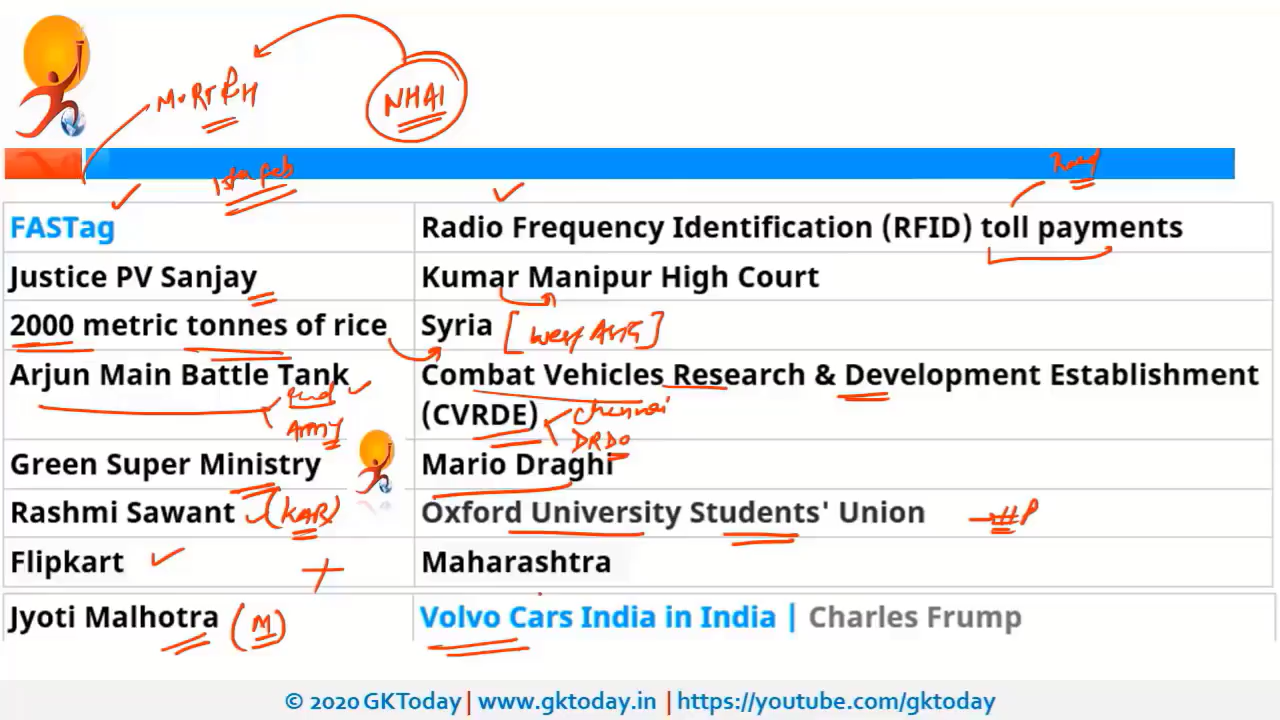 MoRTRH
NHAI
Road
FASTag
Radio Frequency Identification (RFID) toll payments
Justice PV Sanjay
Kumar Manipur High Court
2000 metric tonnes of rice
Syria [West Asia]
Arjun Main Battle Tank
Combat Vehicles Research & Development Establishment
(CVRDE)
Chennai
DRDO
Army
Green Super Ministry
Mario Draghi
Rashmi Sawant (KAR)
Oxford University Students' Union
Flipkart
Maharashtra
Jyoti Malhotra (M)
Volvo Cars India in India | Charles Frump
© 2020 GKToday | www.gktoday.in | https://youtube.com/gktoday